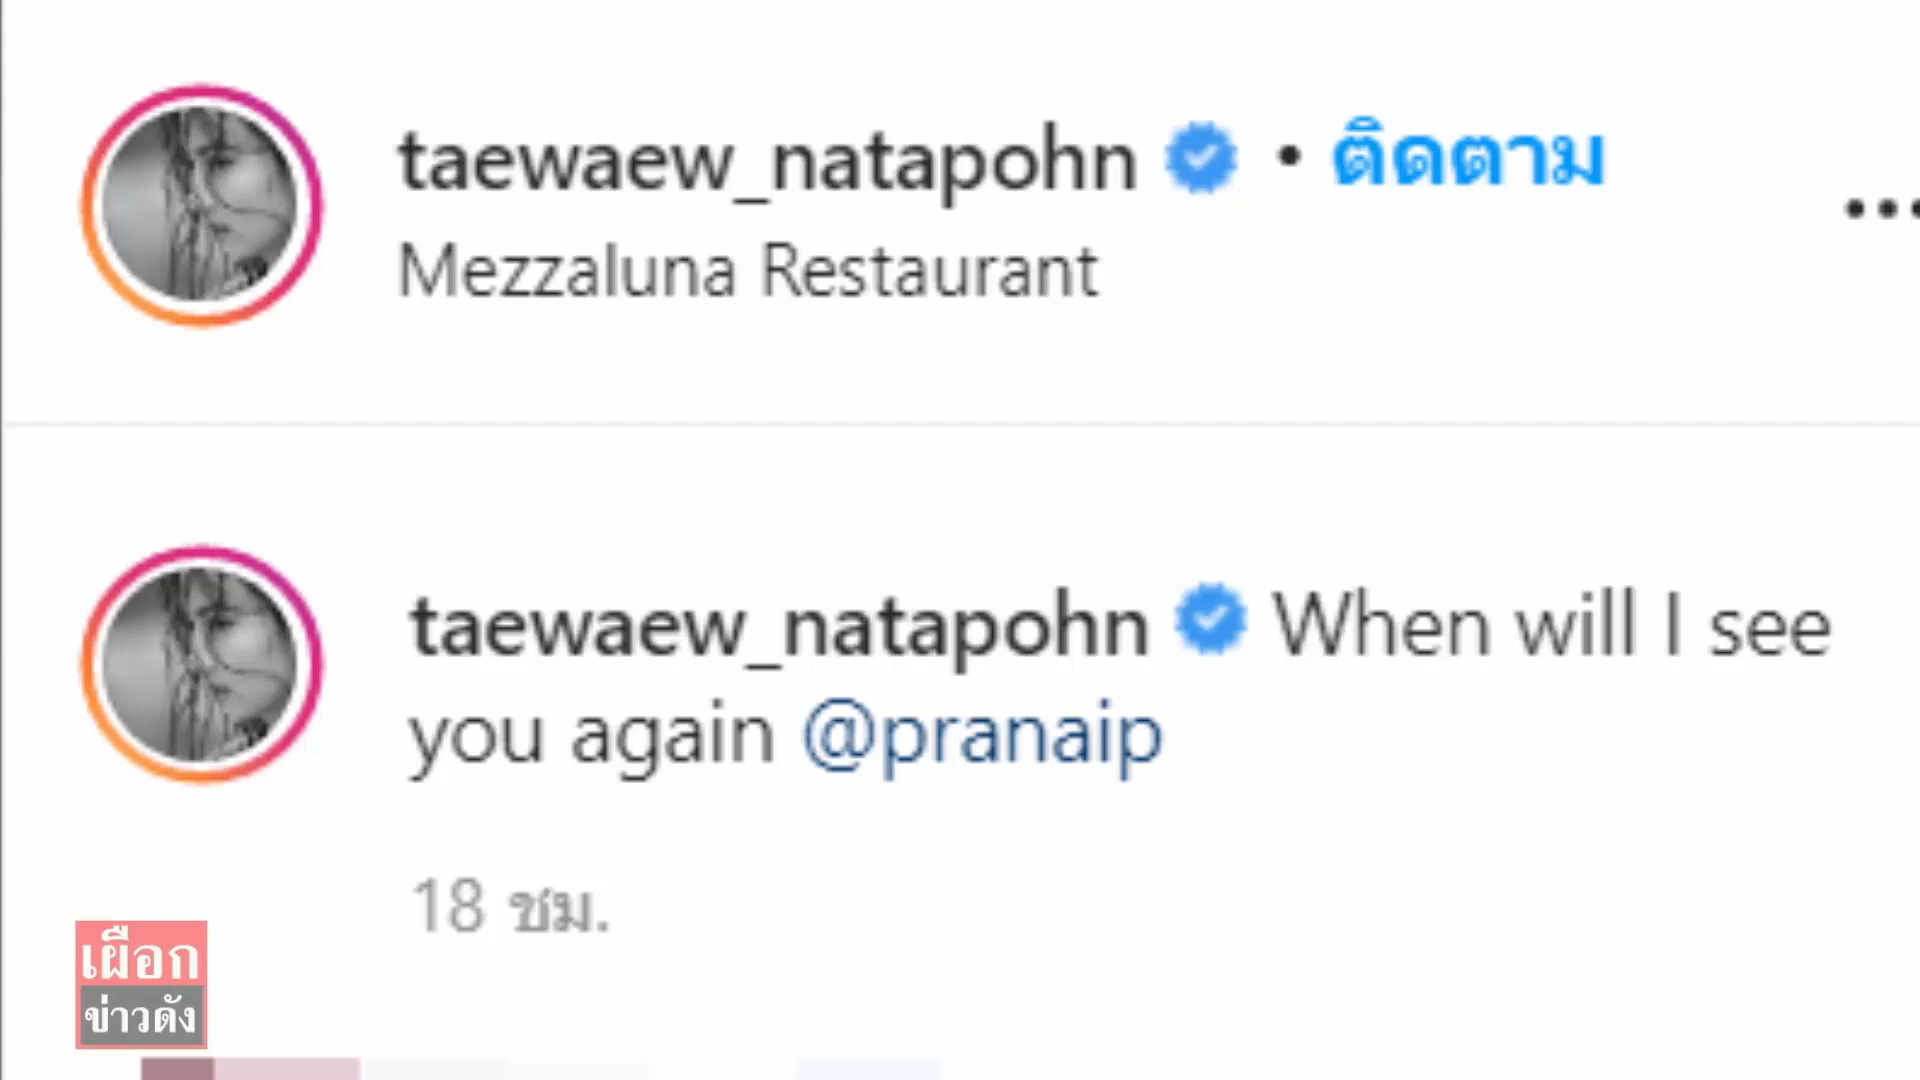 taewaew_natapohn • ติดตาม
Mezzaluna Restaurant
taewaew_natapohn When will I see
you again @pranaip
18 ชม.
เผือก
ข่าวดัง